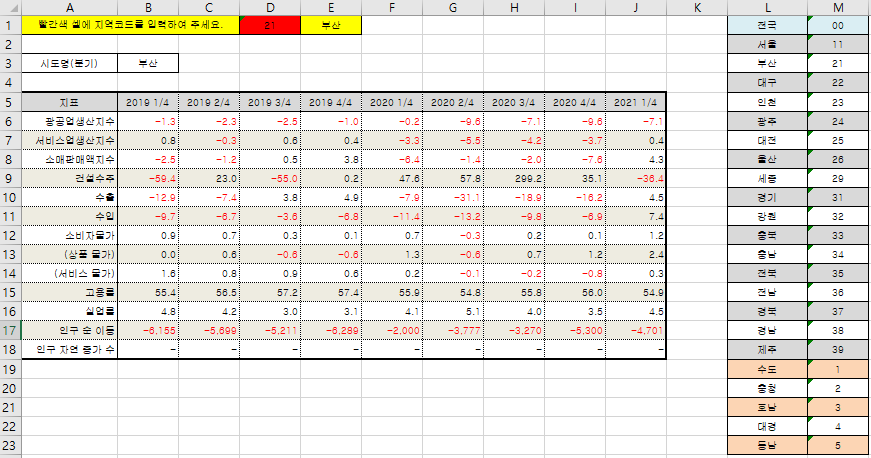 A B C D E F G H I J K L M
1 빨간색 셀에 지역코드를 입력하여 주세요. 21 부산 전국 00
2 서울 11
3 시도명(분기) 부산 부산 21
4 대구 22
5 지표 2019 1/4 2019 2/4 2019 3/4 2019 4/4 2020 1/4 2020 2/4 2020 3/4 2020 4/4 2021 1/4 인천 23
6 광공업생산지수 -1.3 -2.3 -2.5 -1.0 -0.2 -9.6 -7.1 -9.6 -7.1 광주 24
7 서비스업생산지수 0.8 -0.3 0.6 0.4 -3.3 -5.5 -4.2 -3.7 0.4 대전 25
8 소매판매액지수 -2.5 -1.2 0.5 3.8 -6.4 -1.4 -2.0 -7.6 4.3 울산 26
9 건설수주 -59.4 23.0 -55.0 0.2 47.6 57.8 299.2 35.1 -36.4 세종 29
10 수출 -12.9 -7.4 3.8 4.9 -7.9 -31.1 -18.9 -16.2 4.5 경기 31
11 수입 -9.7 -6.7 -3.6 -6.8 -11.4 -13.2 -9.8 -6.9 7.4 강원 32
12 소비자물가 0.9 0.7 0.3 0.1 0.7 -0.3 0.2 0.1 1.2 충북 33
13 (상품 물가) 0.0 0.6 -0.6 -0.6 1.3 -0.6 0.7 1.2 2.4 충남 34
14 (서비스 물가) 1.6 0.8 0.9 0.6 0.2 -0.1 -0.2 -0.8 0.3 전북 35
15 고용률 55.4 56.5 57.2 57.4 55.9 54.8 55.8 56.0 54.9 전남 36
16 실업률 4.8 4.2 3.0 3.1 4.1 5.1 4.0 3.5 4.5 경북 37
17 인구 순 이동 -6,155 -5,699 -5,211 -6,289 -2,000 -3,777 -3,270 -5,300 -4,701 경남 38
18 인구 자연 증가 수 - - - - - - - - - 제주 39
19 수도 1
20 충청 2
21 호남 3
22 대경 4
23 동남 5